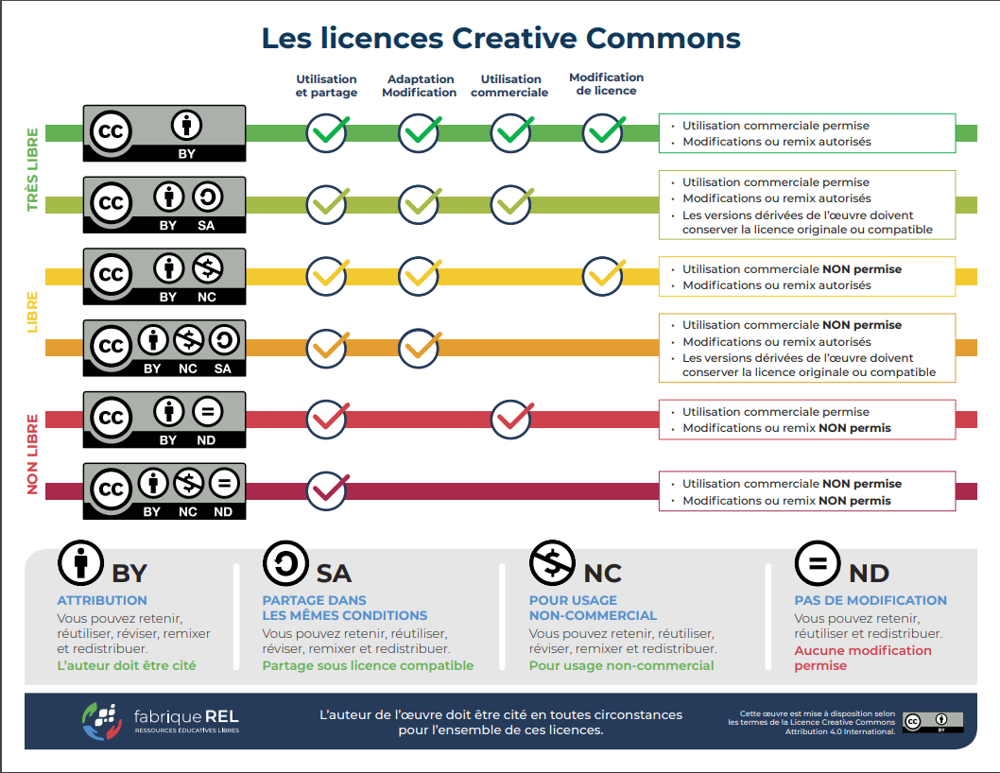 Les licences Creative Commons
Utilisation
et partage
Adaptation
Modification
Utilisation
commerciale
Modification
de licence
TRÈS LIBRE
CC
BY
• Utilisation commerciale permise
• Modifications ou remix autorisés
CC
BY SA
• Utilisation commerciale permise
• Modifications ou remix autorisés
• Les versions dérivées de l'œuvre doivent
conserver la licence originale ou compatible
LIBRE
CC
BY NC
• Utilisation commerciale NON permise
• Modifications ou remix autorisés
CC
BY NC SA
• Utilisation commerciale NON permise
• Modifications ou remix autorisés
• Les versions dérivées de l'œuvre doivent
conserver la licence originale ou compatible
NON LIBRE
CC
BY ND
• Utilisation commerciale permise
• Modifications ou remix NON permis
CC
BY NC ND
• Utilisation commerciale NON permise
• Modifications ou remix NON permis
BY
ATTRIBUTION
Vous pouvez retenir,
réutiliser, réviser, remixer
et redistribuer.
L'auteur doit être cité
SA
PARTAGE DANS
LES MÊMES CONDITIONS
Vous pouvez retenir, réutiliser,
réviser, remixer et redistribuer.
Partage sous licence compatible
NC
POUR USAGE
NON-COMMERCIAL
Vous pouvez retenir, réutiliser,
réviser, remixer et redistribuer.
Pour usage non-commercial
ND
PAS DE MODIFICATION
Vous pouvez retenir,
réutiliser et redistribuer.
Aucune modification
permise
fabrique REL
RESSOURCES ÉDUCATIVES LIBRES
L'auteur de l'œuvre doit être cité en toutes circonstances
pour l'ensemble de ces licences.
Cette œuvre est mise à disposition selon
les termes de la Licence Creative Commons
Attribution 4.0 International.
CC
BY